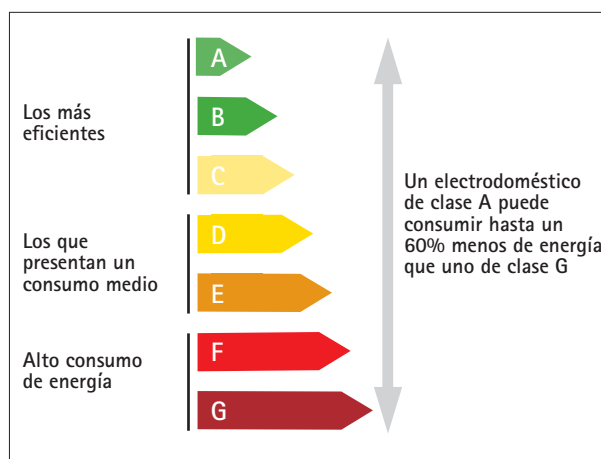 A
B
C
D
E
F
G
Los más
eficientes
Los que
presentan un
consumo medio
Alto consumo
de energía
Un electrodoméstico
de clase A puede
consumir hasta un
60% menos de energía
que uno de clase G